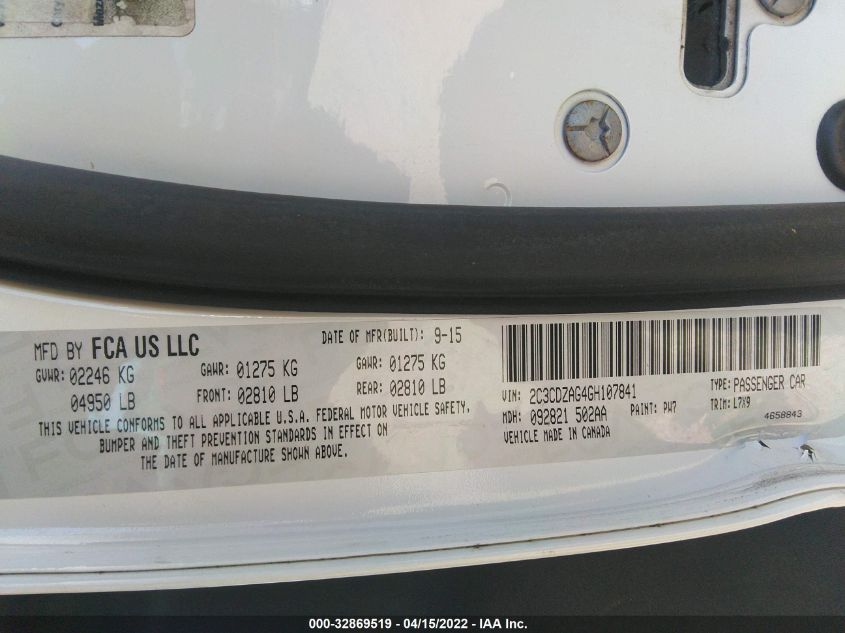 MFD BY FCA US LLC
DATE OF MFR(BUILT): 9-15
GVWR: 02246 KG
GAWR: 01275 KG
GAWR: 01275 KG
04950 LB
FRONT: 02810 LB
REAR: 02810 LB
THIS VEHICLE CONFORMS TO ALL APPLICABLE U.S.A. FEDERAL MOTOR VEHICLE SAFETY,
BUMPER AND THEFT PREVENTION STANDARDS IN EFFECT ON
THE DATE OF MANUFACTURE SHOWN ABOVE.
VIN: 2C3CDZAG4GH107841
TYPE: PASSENGER CAR
MDH: 092821 502AA
PAINT: PW7
TRIM: L7X9
VEHICLE MADE IN CANADA
4658843
000-32869519 - 04/15/2022 - IAA Inc.